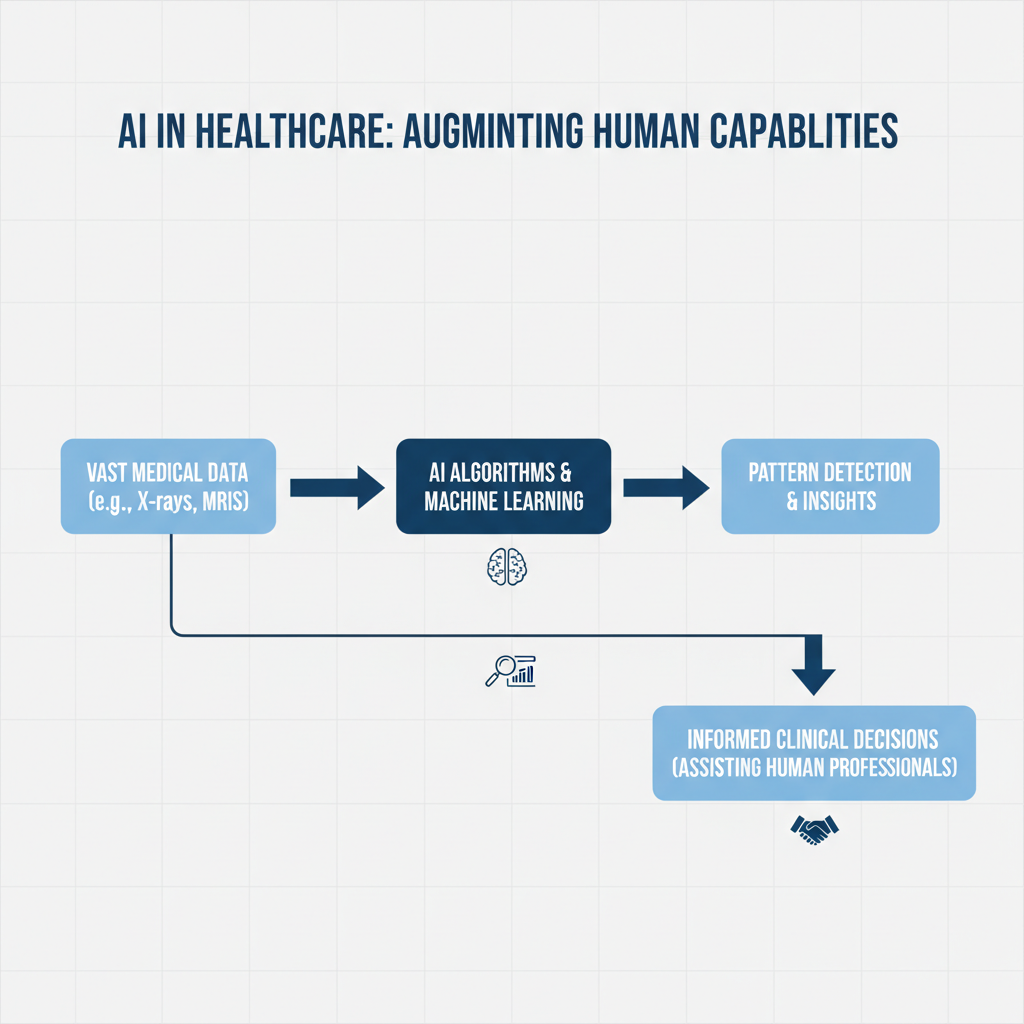 AI IN HEALTHCARE: AUGMINTING HUMAN CAPABLITIES
VAST MEDICAL DATA
(e.g., X-rays, MRIS)
AI ALGORITHMS &
MACHINE LEARNING
PATTERN DETECTION
& INSIGHTS
INFORMED CLINICAL DECISIONS
(ASSISTING HUMAN PROFESSIONALS)